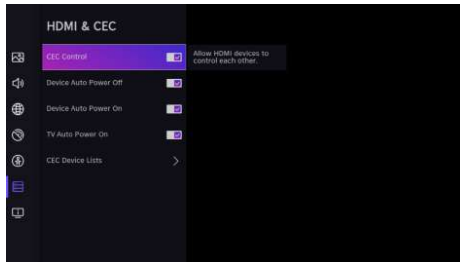 HDMI & CEC
CEC Control
Allow HDMI devices to
control each other.
Device Auto Power Off
Device Auto Power On
TV Auto Power On
CEC Device Lists